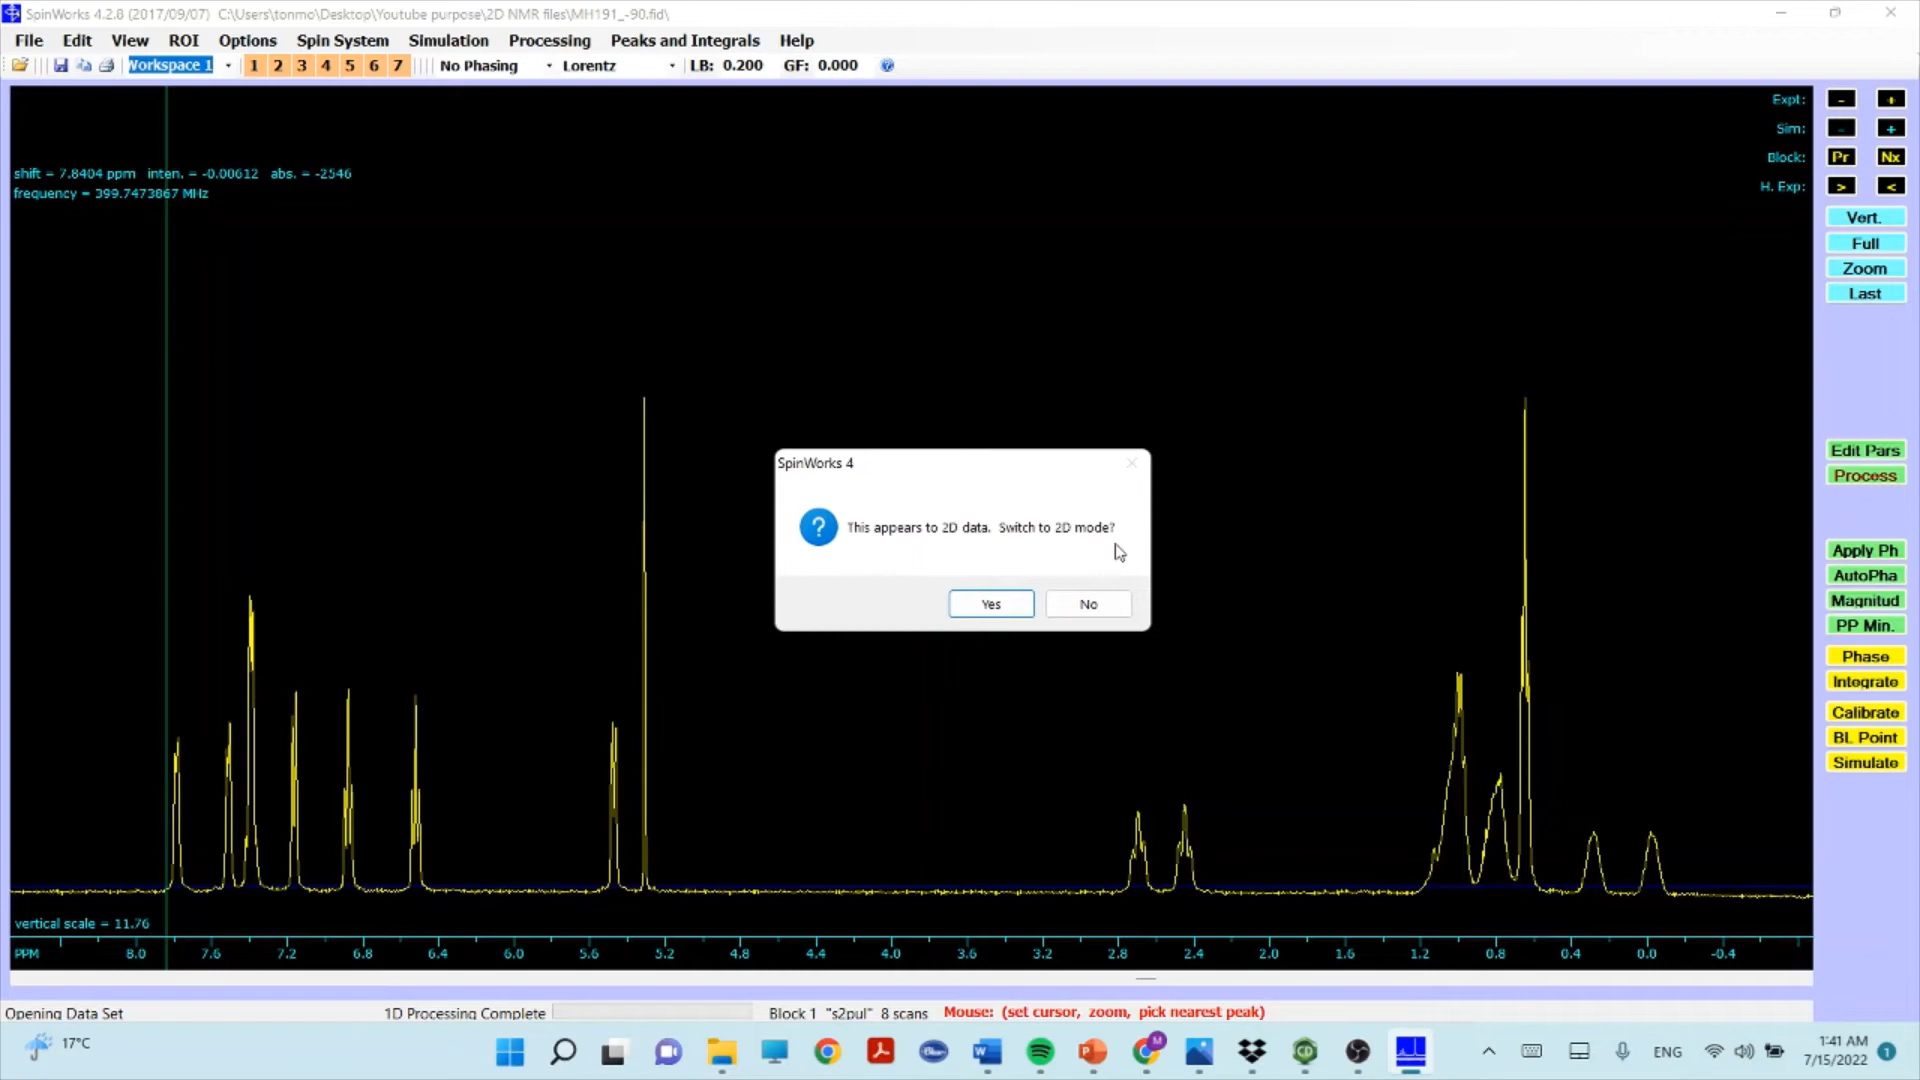 SpinWorks 4.2.8 (2017/09/07)   C:\Users\tonmo\Desktop\Youtube purpose\2D NMR files\MH191_-90.fid\
File Edit View ROI Options Spin System Simulation Processing Peaks and Integrals Help
Workspace 1 1 2 3 4 5 6 7 No Phasing Lorentz LB: 0.200 GF: 0.000
Expt: - +
Sim: - +
Block: Pr Nx
H. Exp: > <
shift = 7.8404 ppm inten. = -0.00612 abs. = -2546
frequency = 399.7473867 MHz
Vert.
Full
Zoom
Last
SpinWorks 4
This appears to 2D data. Switch to 2D mode?
Yes No
Edit Pars
Process
Apply Ph
AutoPha
Magnitud
PP Min.
Phase
Integrate
Calibrate
BL Point
Simulate
vertical scale = 11.76
PPM 8.0 7.6 7.2 6.8 6.4 6.0 5.6 5.2 4.8 4.4 4.0 3.6 3.2 2.8 2.4 2.0 1.6 1.2 0.8 0.4 0.0 -0.4
Opening Data Set 1D Processing Complete Block 1 "s2pul" 8 scans Mouse: (set cursor, zoom, pick nearest peak)
17°C
ENG
1:41 AM
7/15/2022
1